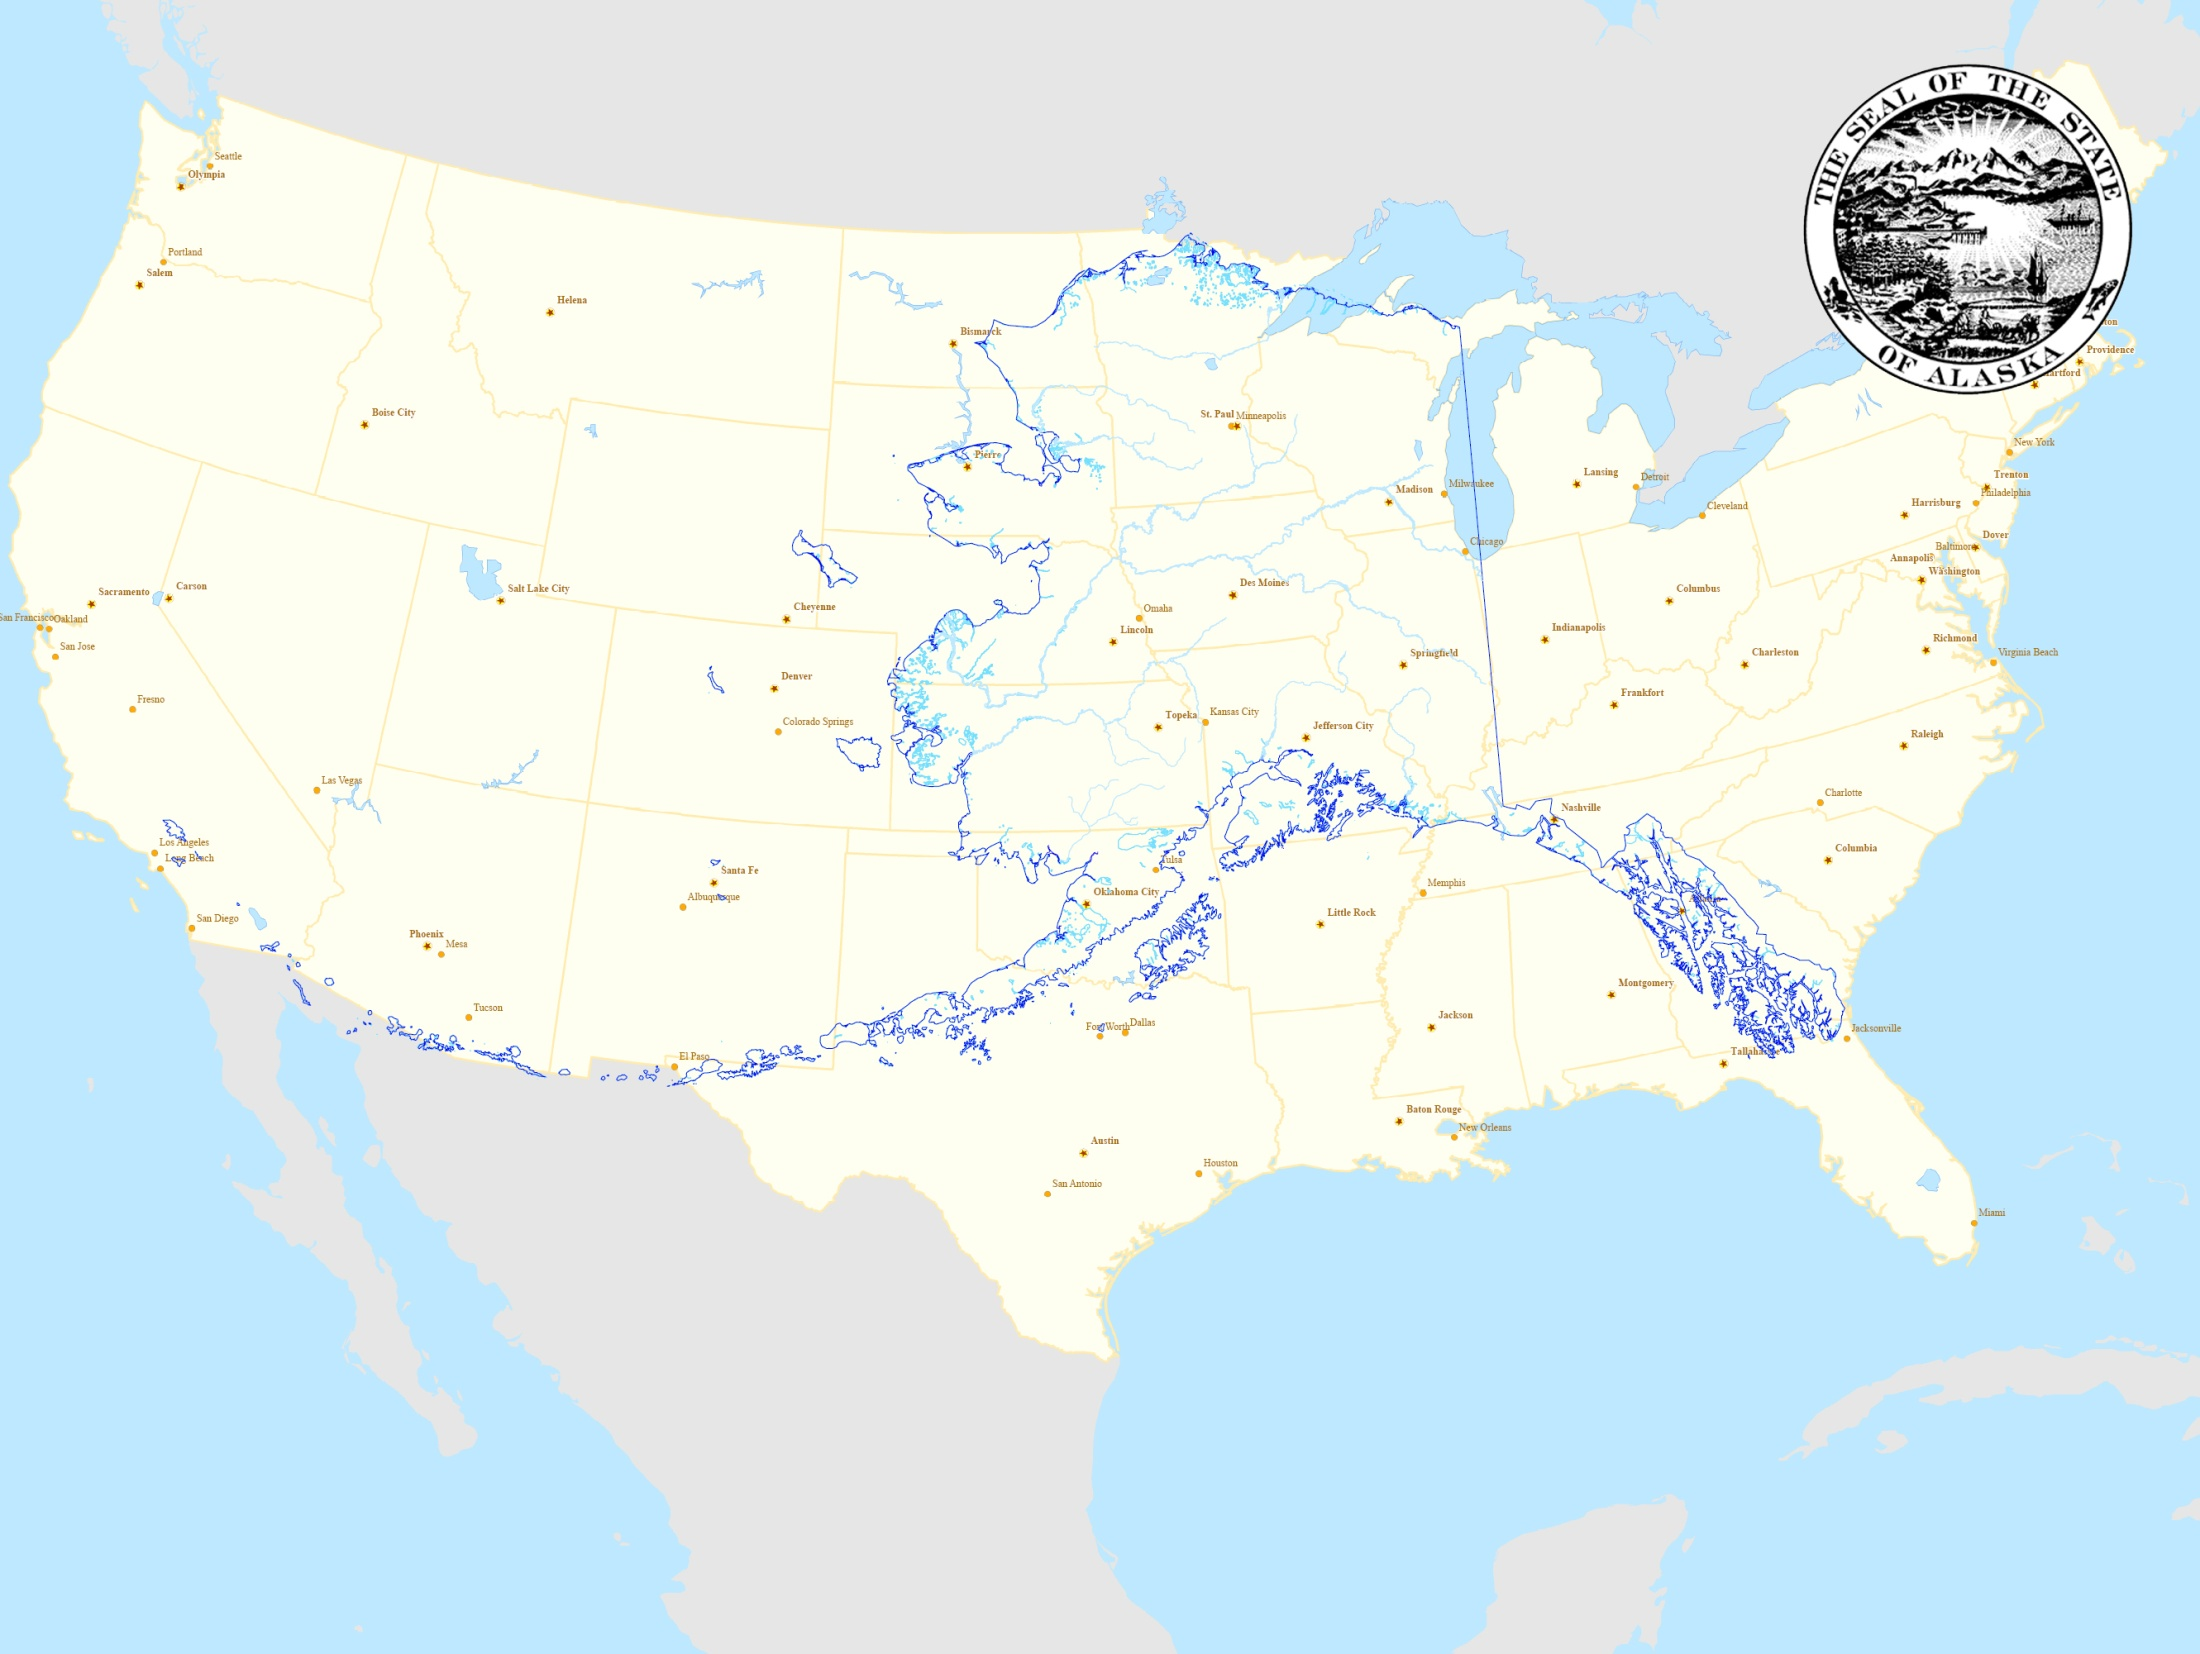 THE SEAL OF THE STATE
OF ALASKA
Seattle
Olympia
Portland
Salem
Helena
Bismarck
ton
Providence
artford
Boise City
St. Paul
Minneapolis
New York
Pierre
Lansing
Detroit
Trenton
Madison
Milwaukee
Philadelphia
Harrisburg
Cleveland
Dover
Chicago
Baltimore
Annapolis
Washington
Sacramento
Carson
Salt Lake City
Des Moines
Columbus
Cheyenne
Omaha
San Francisco
Oakland
Lincoln
Indianapolis
Richmond
San Jose
Springfield
Charleston
Virginia Beach
Denver
Frankfort
Fresno
Colorado Springs
Topeka
Kansas City
Jefferson City
Raleigh
Las Vegas
Charlotte
Nashville
Los Angeles
Long Beach
Columbia
Tulsa
Santa Fe
Albuquerque
Oklahoma City
Memphis
Atlanta
San Diego
Little Rock
Phoenix
Mesa
Montgomery
Tucson
Jackson
Fort Worth
Dallas
Jacksonville
El Paso
Tallahassee
Baton Rouge
New Orleans
Austin
Houston
San Antonio
Miami